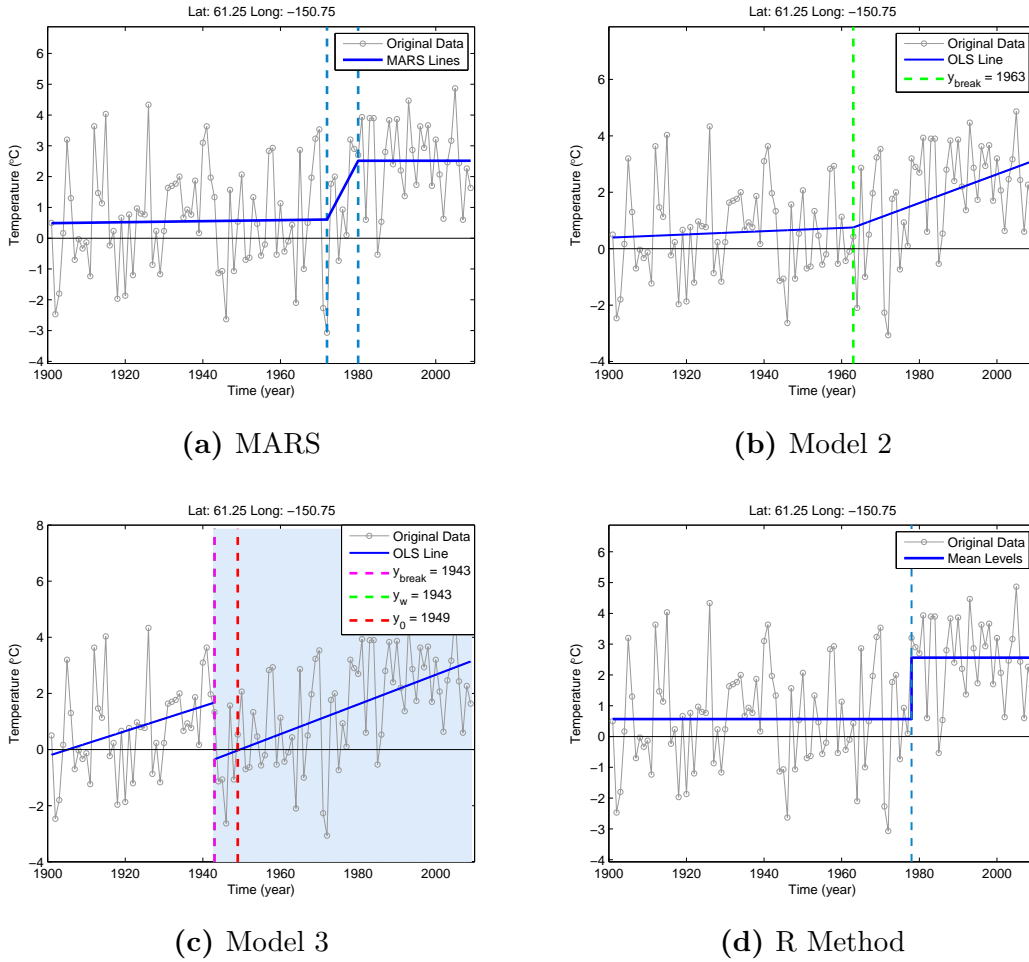 Lat: 61.25 Long: −150.75
Original Data
MARS Lines
6
5
4
3
2
1
0
−1
−2
−3
−4
Temperature (°C)
1900 1920 1940 1960 1980 2000
Time (year)
(a) MARS
Lat: 61.25 Long: −150.75
Original Data
OLS Line
y_break = 1963
6
4
2
0
−2
−4
Temperature (°C)
1900 1920 1940 1960 1980 2000
Time (year)
(b) Model 2
Lat: 61.25 Long: −150.75
Original Data
OLS Line
y_break = 1943
y_w = 1943
y_0 = 1949
8
6
4
2
0
−2
−4
Temperature (°C)
1900 1920 1940 1960 1980 2000
Time (year)
(c) Model 3
Lat: 61.25 Long: −150.75
Original Data
Mean Levels
6
5
4
3
2
1
0
−1
−2
−3
−4
Temperature (°C)
1900 1920 1940 1960 1980 2000
Time (year)
(d) R Method